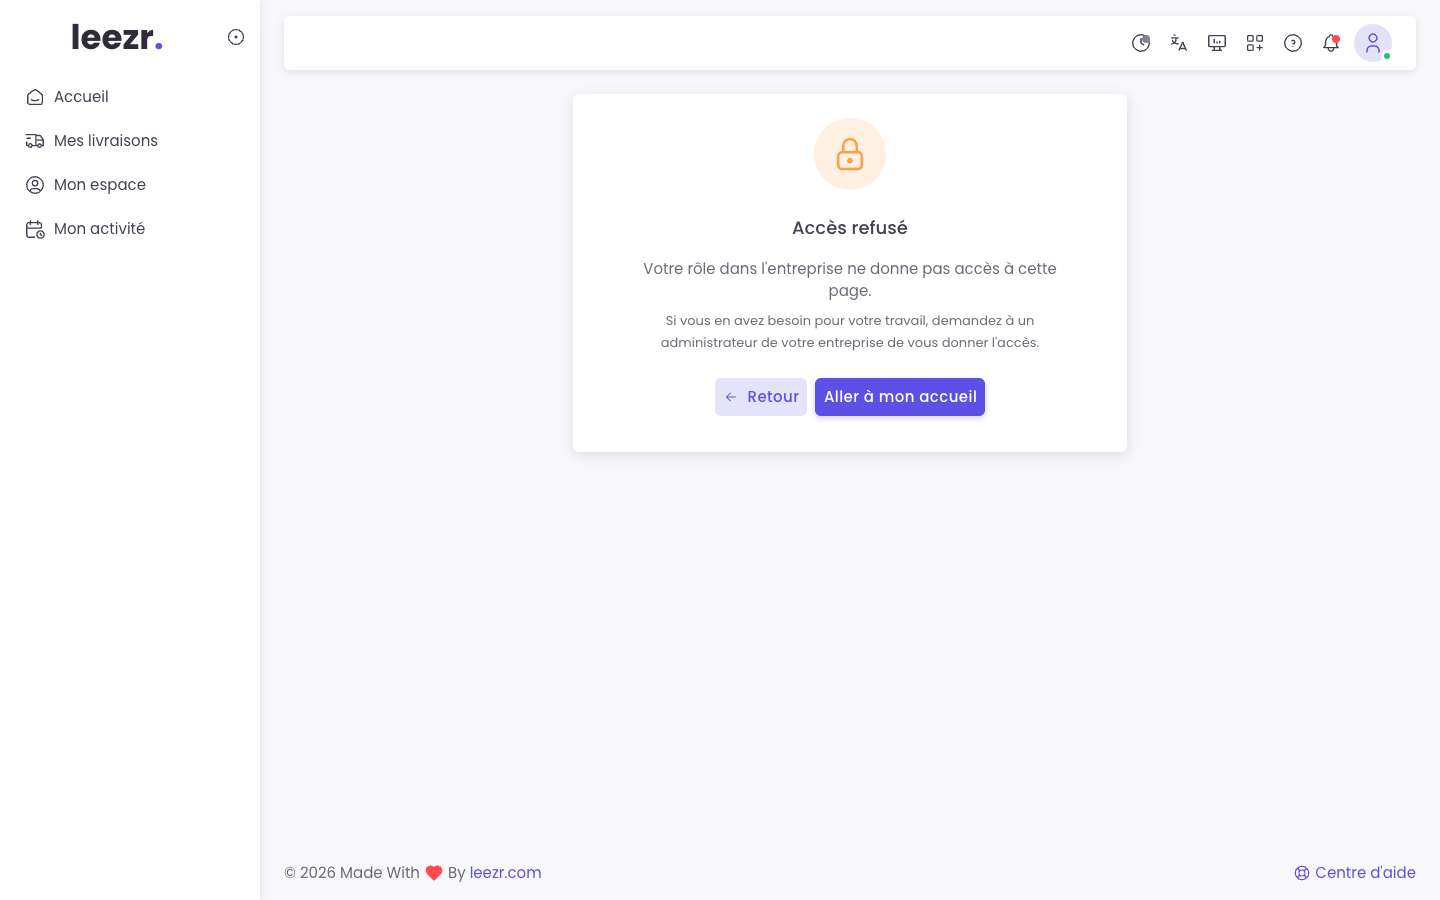 leezr.
Accueil
Mes livraisons
Mon espace
Mon activité
Accès refusé
Votre rôle dans l'entreprise ne donne pas accès à cette
page.
Si vous en avez besoin pour votre travail, demandez à un
administrateur de votre entreprise de vous donner l'accès.
Retour
Aller à mon accueil
© 2026 Made With By leezr.com
Centre d'aide